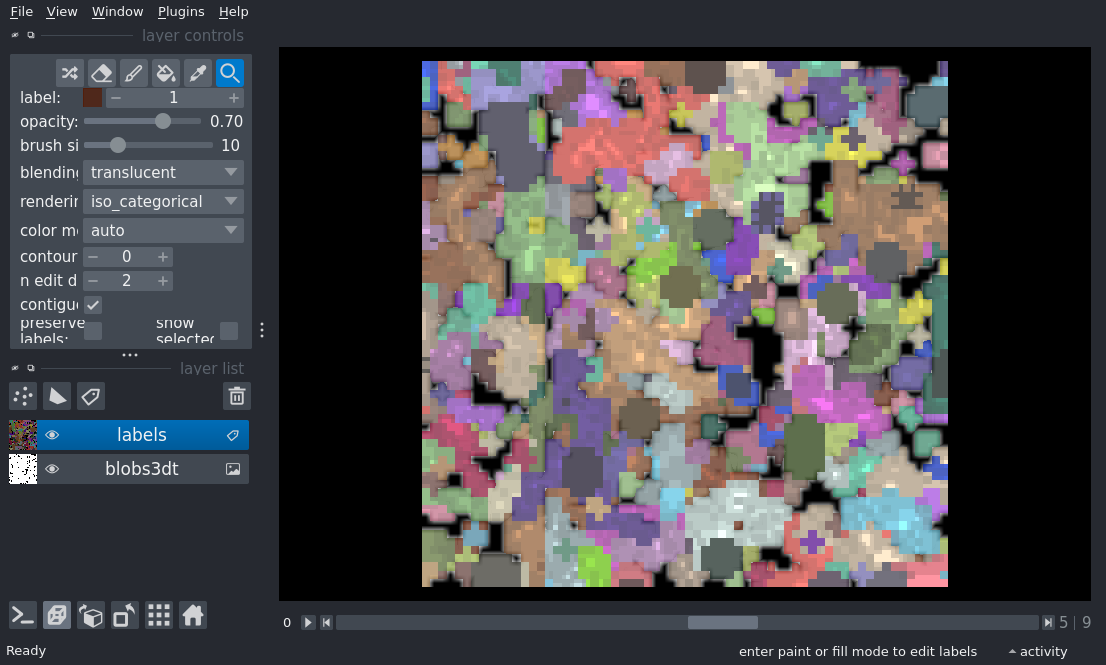 File View Window Plugins Help
layer controls
label: − 1 +
opacity: 0.70
brush si 10
blending translucent
renderin iso_categorical
color m auto
contour − 0 +
n edit d − 2 +
contigue
preserve labels: show selected
layer list
labels
blobs3dt
0 5 | 9
Ready enter paint or fill mode to edit labels activity